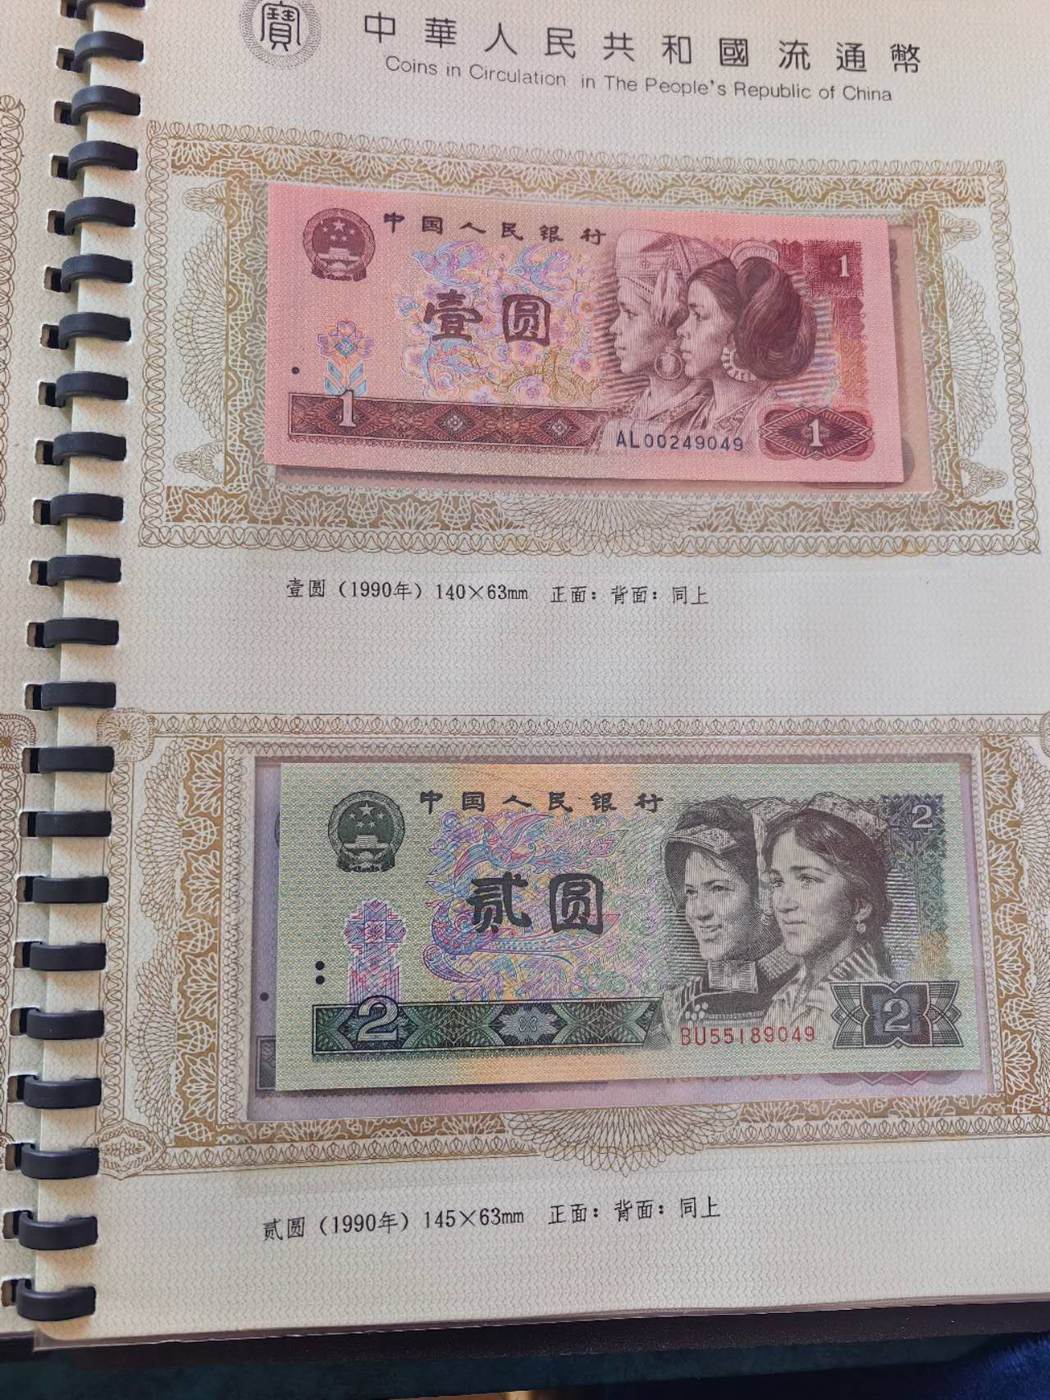 寶
中華人民共和國流通幣
Coins in Circulation in The People's Republic of China
中国人民银行
1
壹圆
1
AL00249049
1
壹圆（1990年）140×63mm 正面：背面：同上
中国人民银行
2
贰圆
2
BU55189049
2
贰圆（1990年）145×63mm 正面：背面：同上